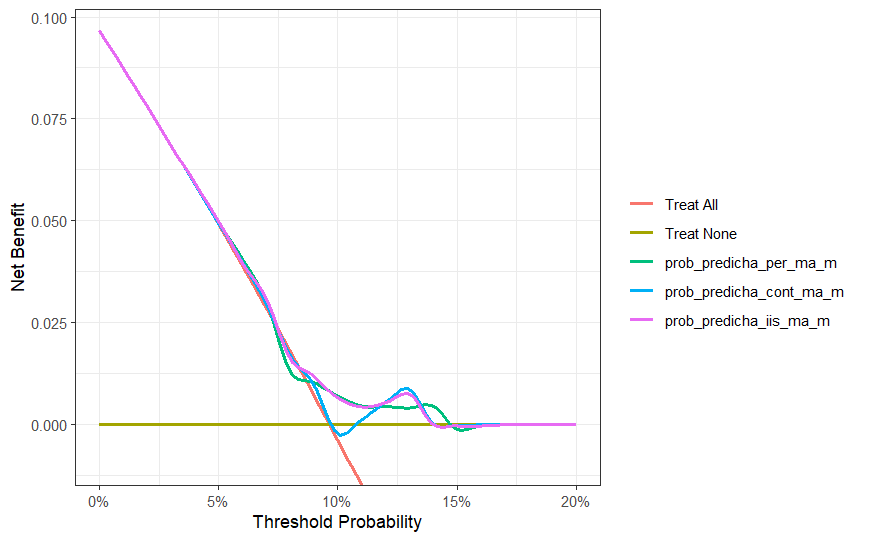 0.100
0.075
0.050
0.025
0.000
Net Benefit
0%
5%
10%
15%
20%
Threshold Probability
Treat All
Treat None
prob_predicha_per_ma_m
prob_predicha_cont_ma_m
prob_predicha_iis_ma_m